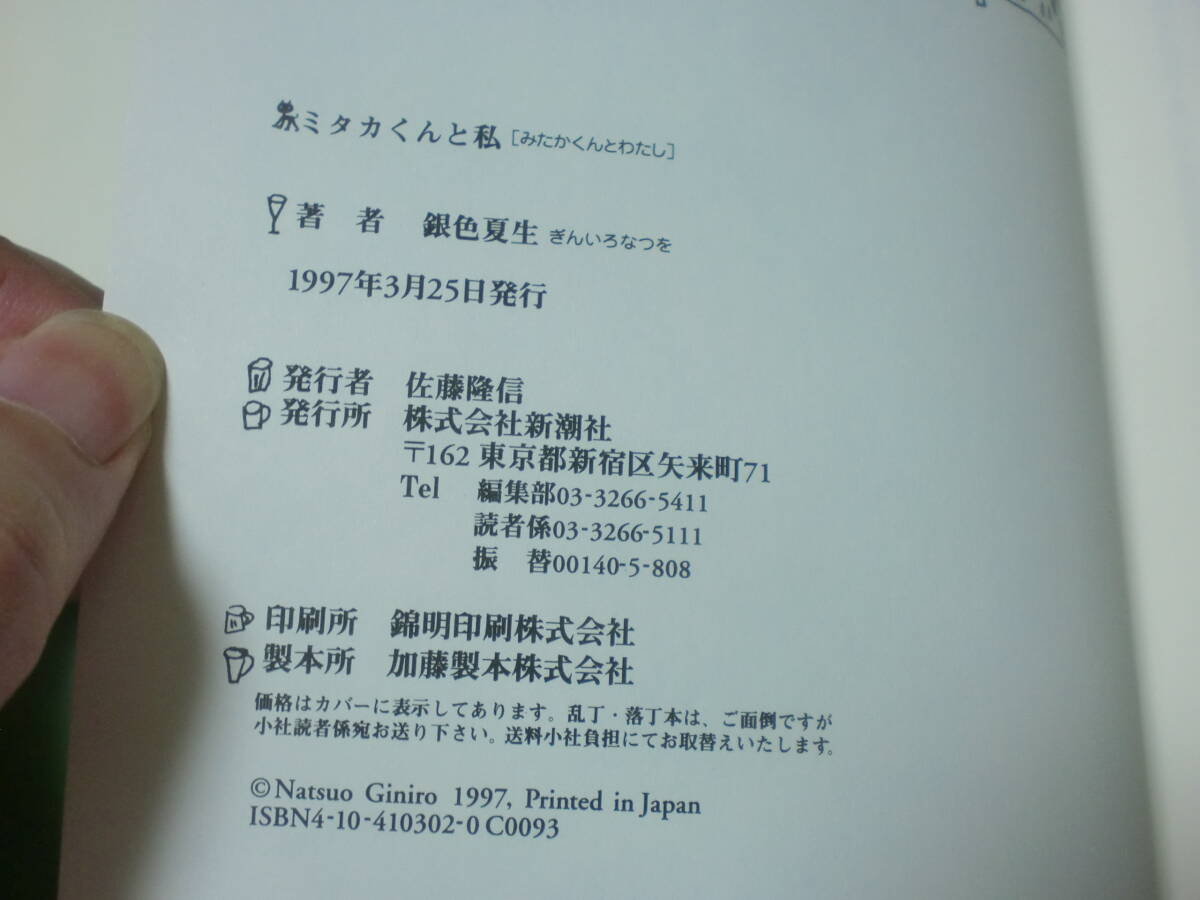 ミタカくんと私[みたかくんとわたし]
著 者 銀色夏生 ぎんいろなつを
1997年3月25日発行
発行者 佐藤隆信
発行所 株式会社新潮社
〒162 東京都新宿区矢来町71
Tel 編集部03-3266-5411
読者係03-3266-5111
振 替00140-5-808
印刷所 錦明印刷株式会社
製本所 加藤製本株式会社
価格はカバーに表示してあります。乱丁・落丁本は、ご面倒ですが
小社読者係宛お送り下さい。送料小社負担にてお取替えいたします。
©Natsuo Giniro 1997, Printed in Japan
ISBN4-10-410302-0 C0093